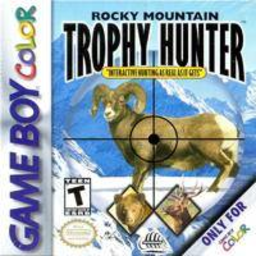 GAME BOY COLOR
ROCKY MOUNTAIN
TROPHY HUNTER
"INTERACTIVE HUNTING AS REAL AS IT GETS"
T
TEEN
ONLY FOR
GAME BOY
COLOR